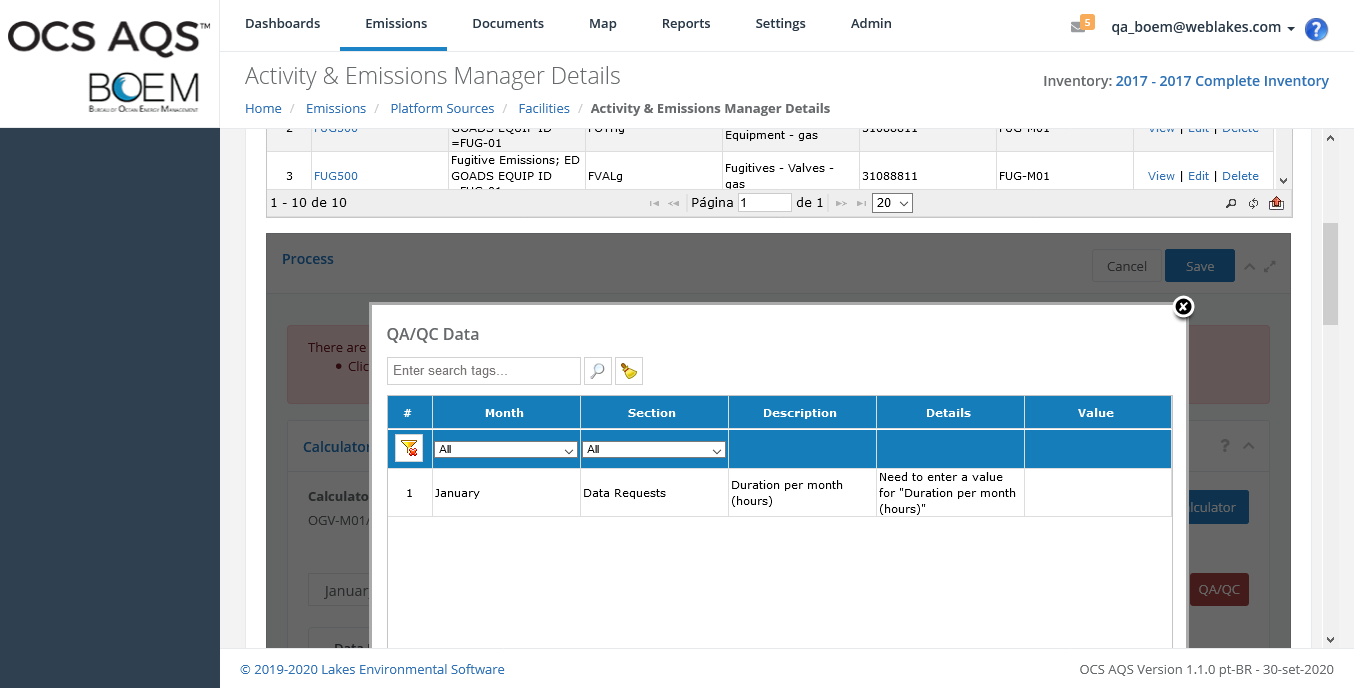 OCS AQS™
BOEM
Bureau of Ocean Energy Management
Dashboards Emissions Documents Map Reports Settings Admin
5 qa_boem@weblakes.com ?
Activity & Emissions Manager Details
Inventory: 2017 - 2017 Complete Inventory
Home / Emissions / Platform Sources / Facilities / Activity & Emissions Manager Details
2 FUG500 GOADS EQUIP ID Equipment - gas 31088811 FUG-M01 View | Edit | Delete
=FUG-01
3 FUG500 Fugitive Emissions; ED FVALg Fugitives - Valves - 31088811 FUG-M01 View | Edit | Delete
GOADS EQUIP ID gas
1 - 10 de 10 Página 1 de 1 20
Process Cancel Save
There are
Clic
QA/QC Data
Enter search tags...
# Month Section Description Details Value
All All
1 January Data Requests Duration per month (hours) Need to enter a value for "Duration per month (hours)"
Calculator
?
Calculato
OGV-M01/
lculator
Januar
QA/QC
Data
© 2019-2020 Lakes Environmental Software
OCS AQS Version 1.1.0 pt-BR - 30-set-2020